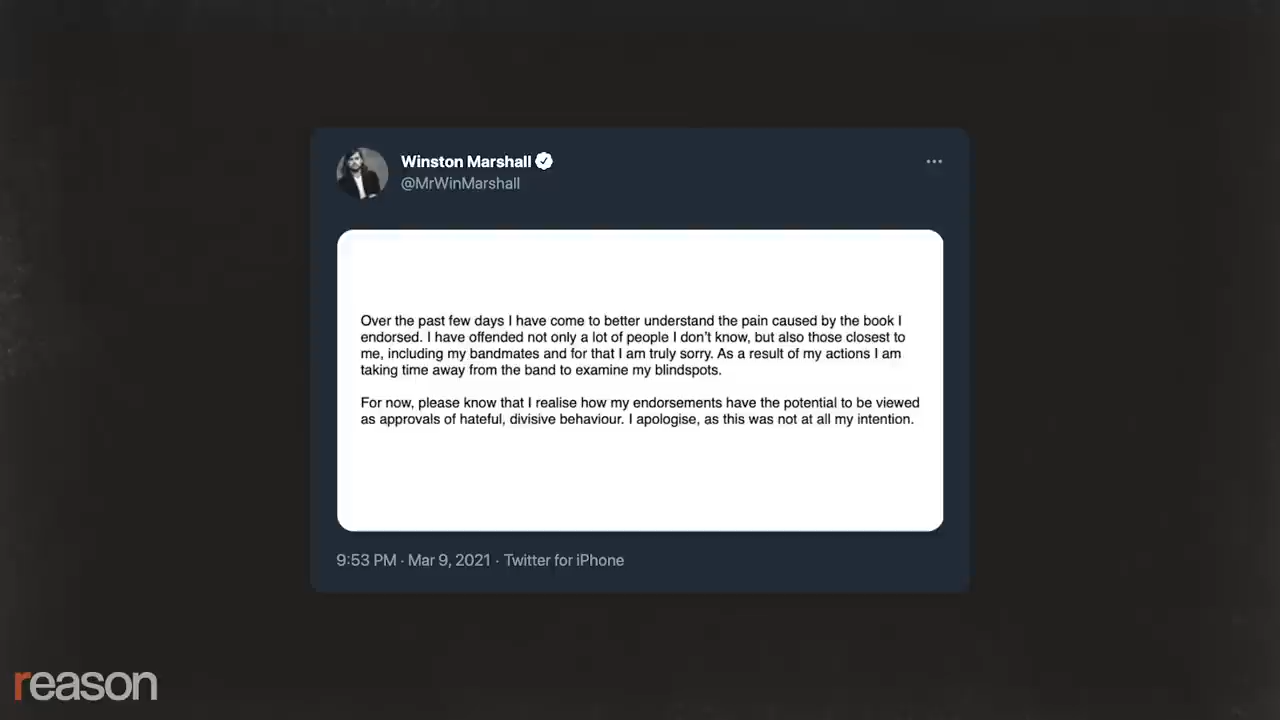 Winston Marshall
@MrWinMarshall
Over the past few days I have come to better understand the pain caused by the book I
endorsed. I have offended not only a lot of people I don't know, but also those closest to
me, including my bandmates and for that I am truly sorry. As a result of my actions I am
taking time away from the band to examine my blindspots.
For now, please know that I realise how my endorsements have the potential to be viewed
as approvals of hateful, divisive behaviour. I apologise, as this was not at all my intention.
9:53 PM · Mar 9, 2021 · Twitter for iPhone
reason